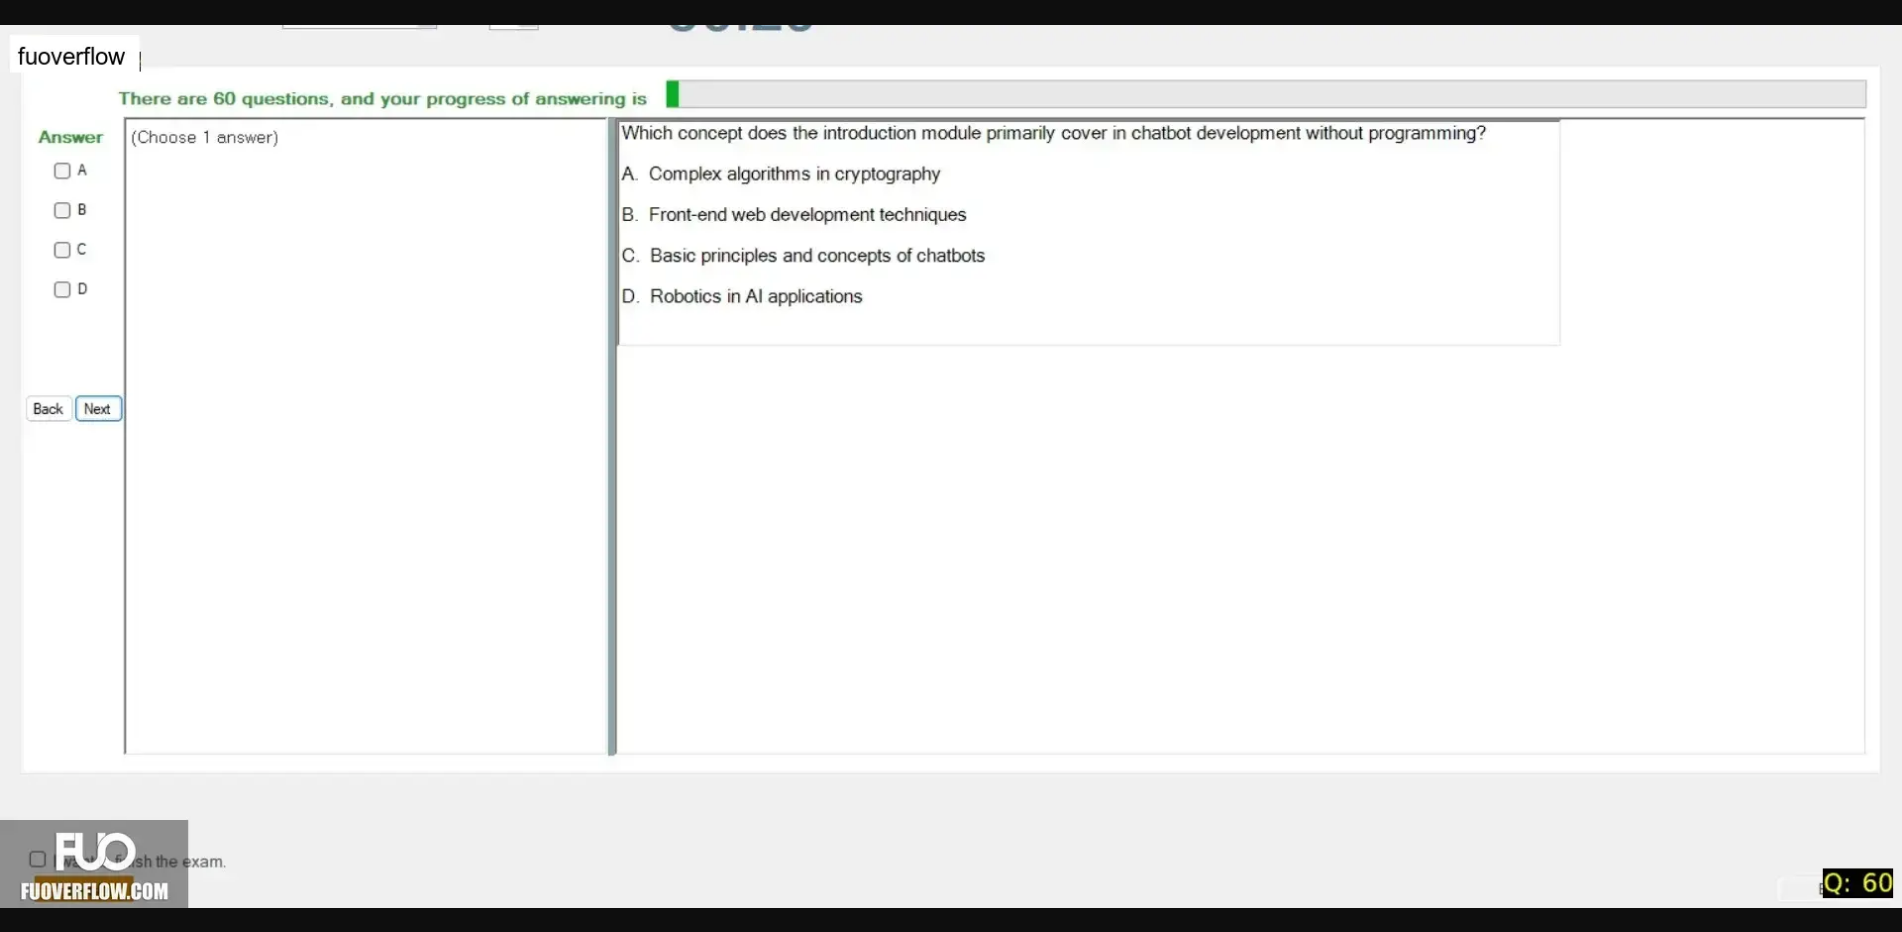 fuoverflow
There are 60 questions, and your progress of answering is
Answer
(Choose 1 answer)
A
B
C
D
Back Next
Which concept does the introduction module primarily cover in chatbot development without programming?
A. Complex algorithms in cryptography
B. Front-end web development techniques
C. Basic principles and concepts of chatbots
D. Robotics in AI applications
FUO
the exam.
FUOVERFLOW.COM
Q: 60